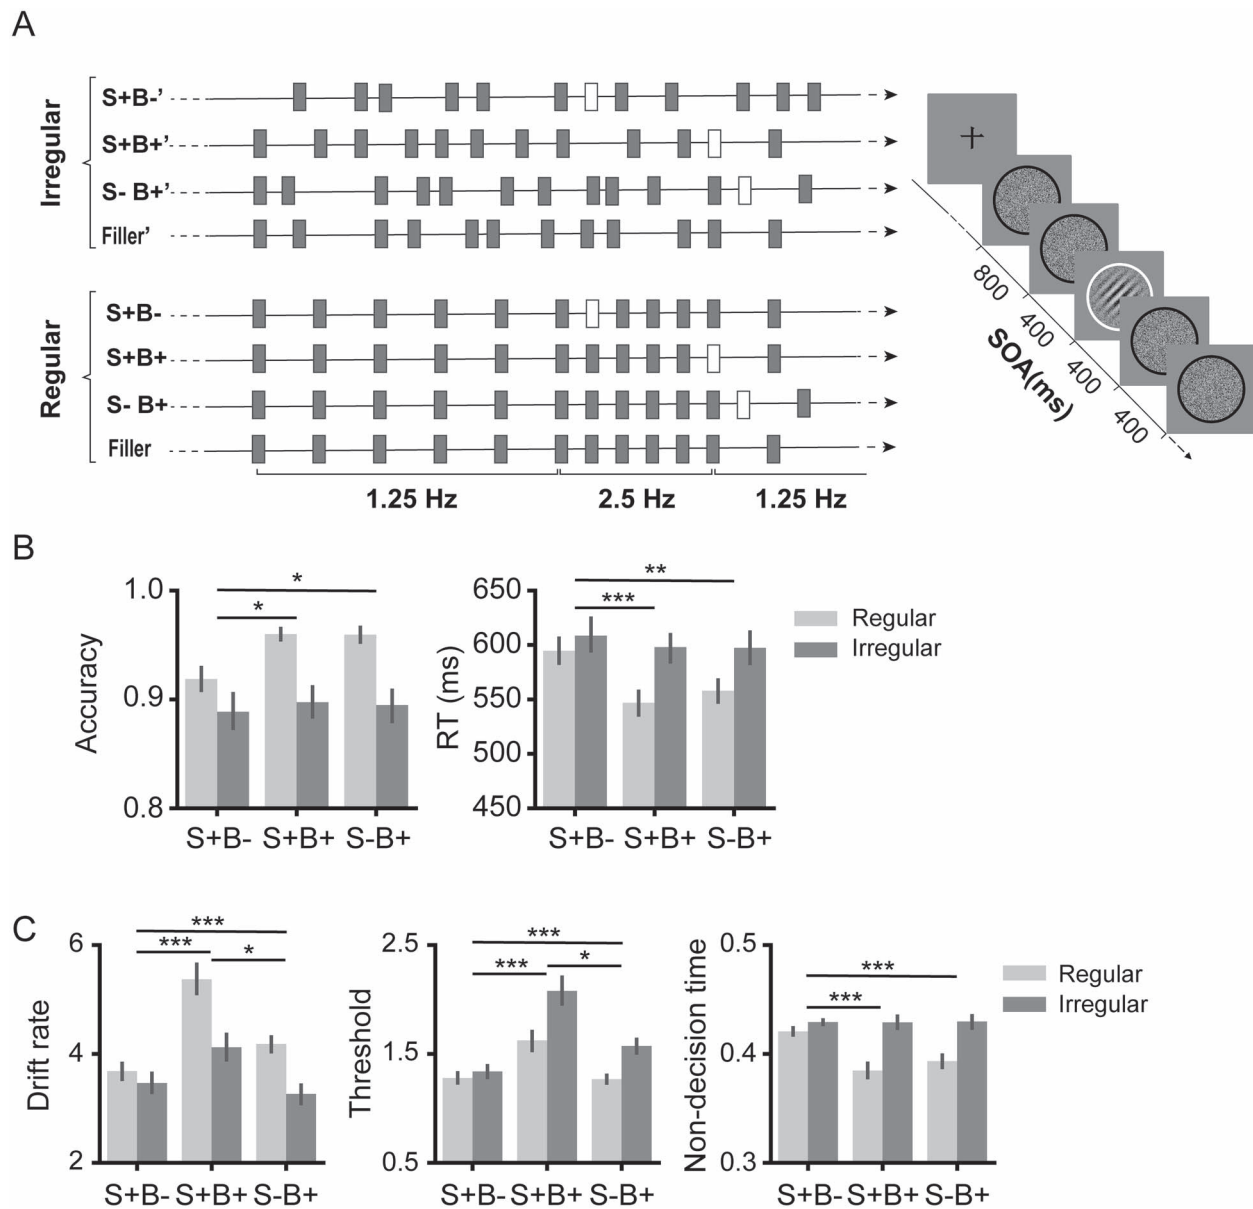 A
Irregular
S+B-’
S+B+’
S- B+’
Filler’
Regular
S+B-
S+B+
S- B+
Filler
1.25 Hz 2.5 Hz 1.25 Hz
800
400
400
400
SOA(ms)
B
Accuracy
1.0
0.9
0.8
*
*
S+B- S+B+ S-B+
RT (ms)
650
600
550
500
450
**
***
S+B- S+B+ S-B+
Regular
Irregular
C
Drift rate
6
4
2
***
***
*
S+B- S+B+ S-B+
Threshold
2.5
1.5
0.5
***
***
*
S+B- S+B+ S-B+
Non-decision time
0.5
0.4
0.3
***
***
S+B- S+B+ S-B+
Regular
Irregular